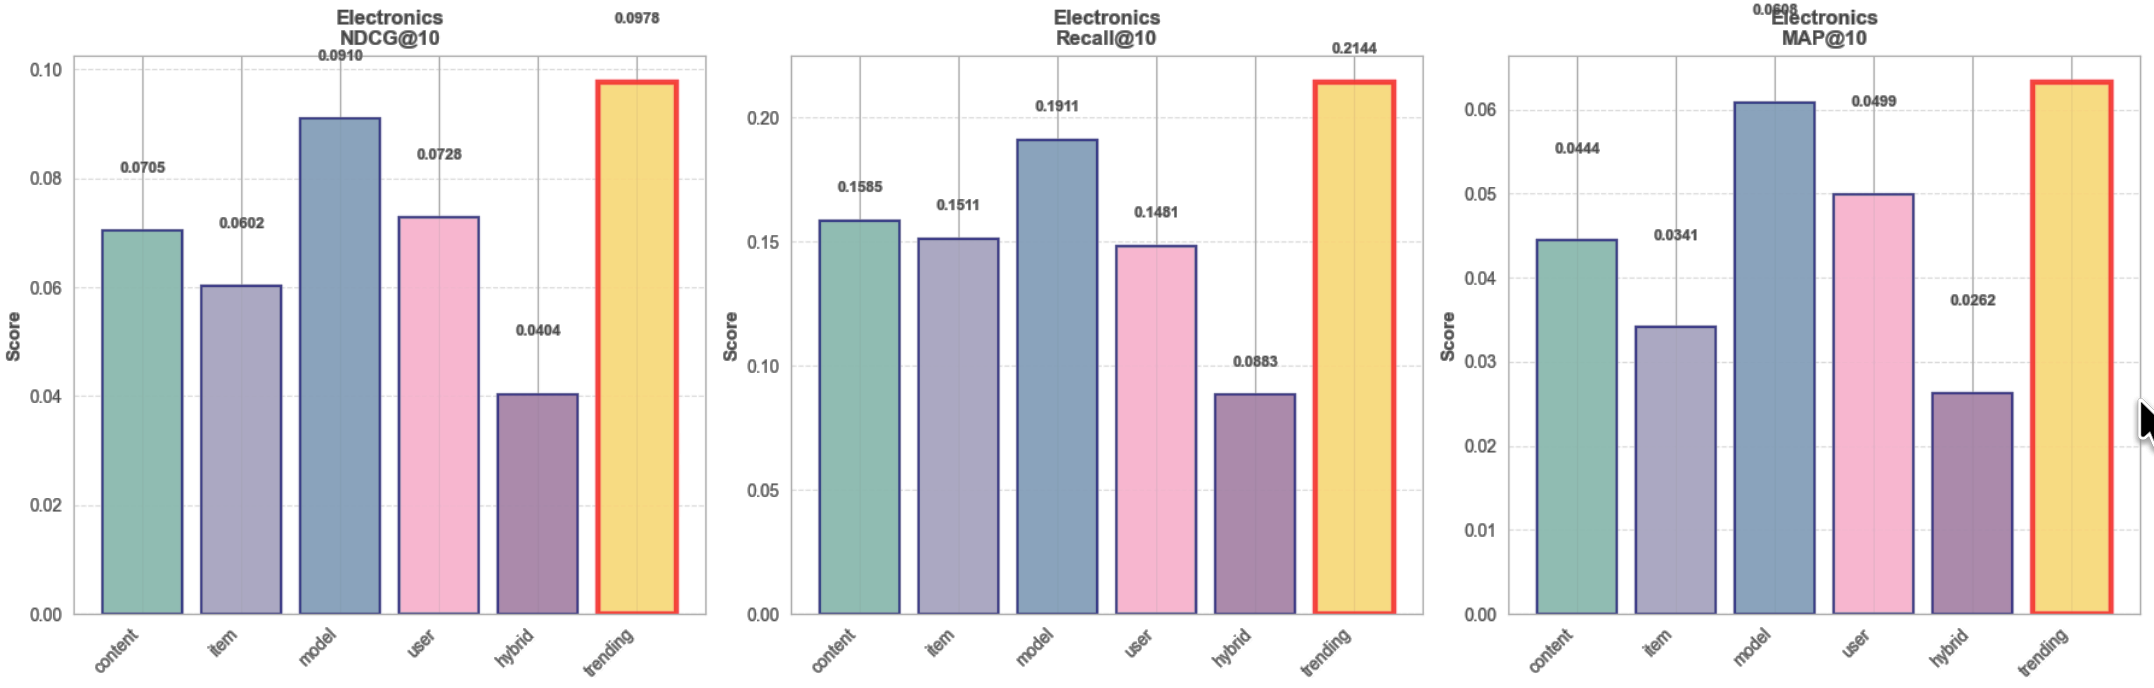 Electronics
NDCG@10
0.0978
0.0910
0.0705
0.0728
0.0602
0.0404
0.10
0.08
0.06
0.04
0.02
0.00
Score
content
item
model
user
hybrid
trending
Electronics
Recall@10
0.2144
0.1911
0.1585
0.1511
0.1481
0.0883
0.20
0.15
0.10
0.05
0.00
Score
content
item
model
user
hybrid
trending
0.0608
Electronics
MAP@10
0.0499
0.0444
0.0341
0.0262
0.06
0.05
0.04
0.03
0.02
0.01
0.00
Score
content
item
model
user
hybrid
trending